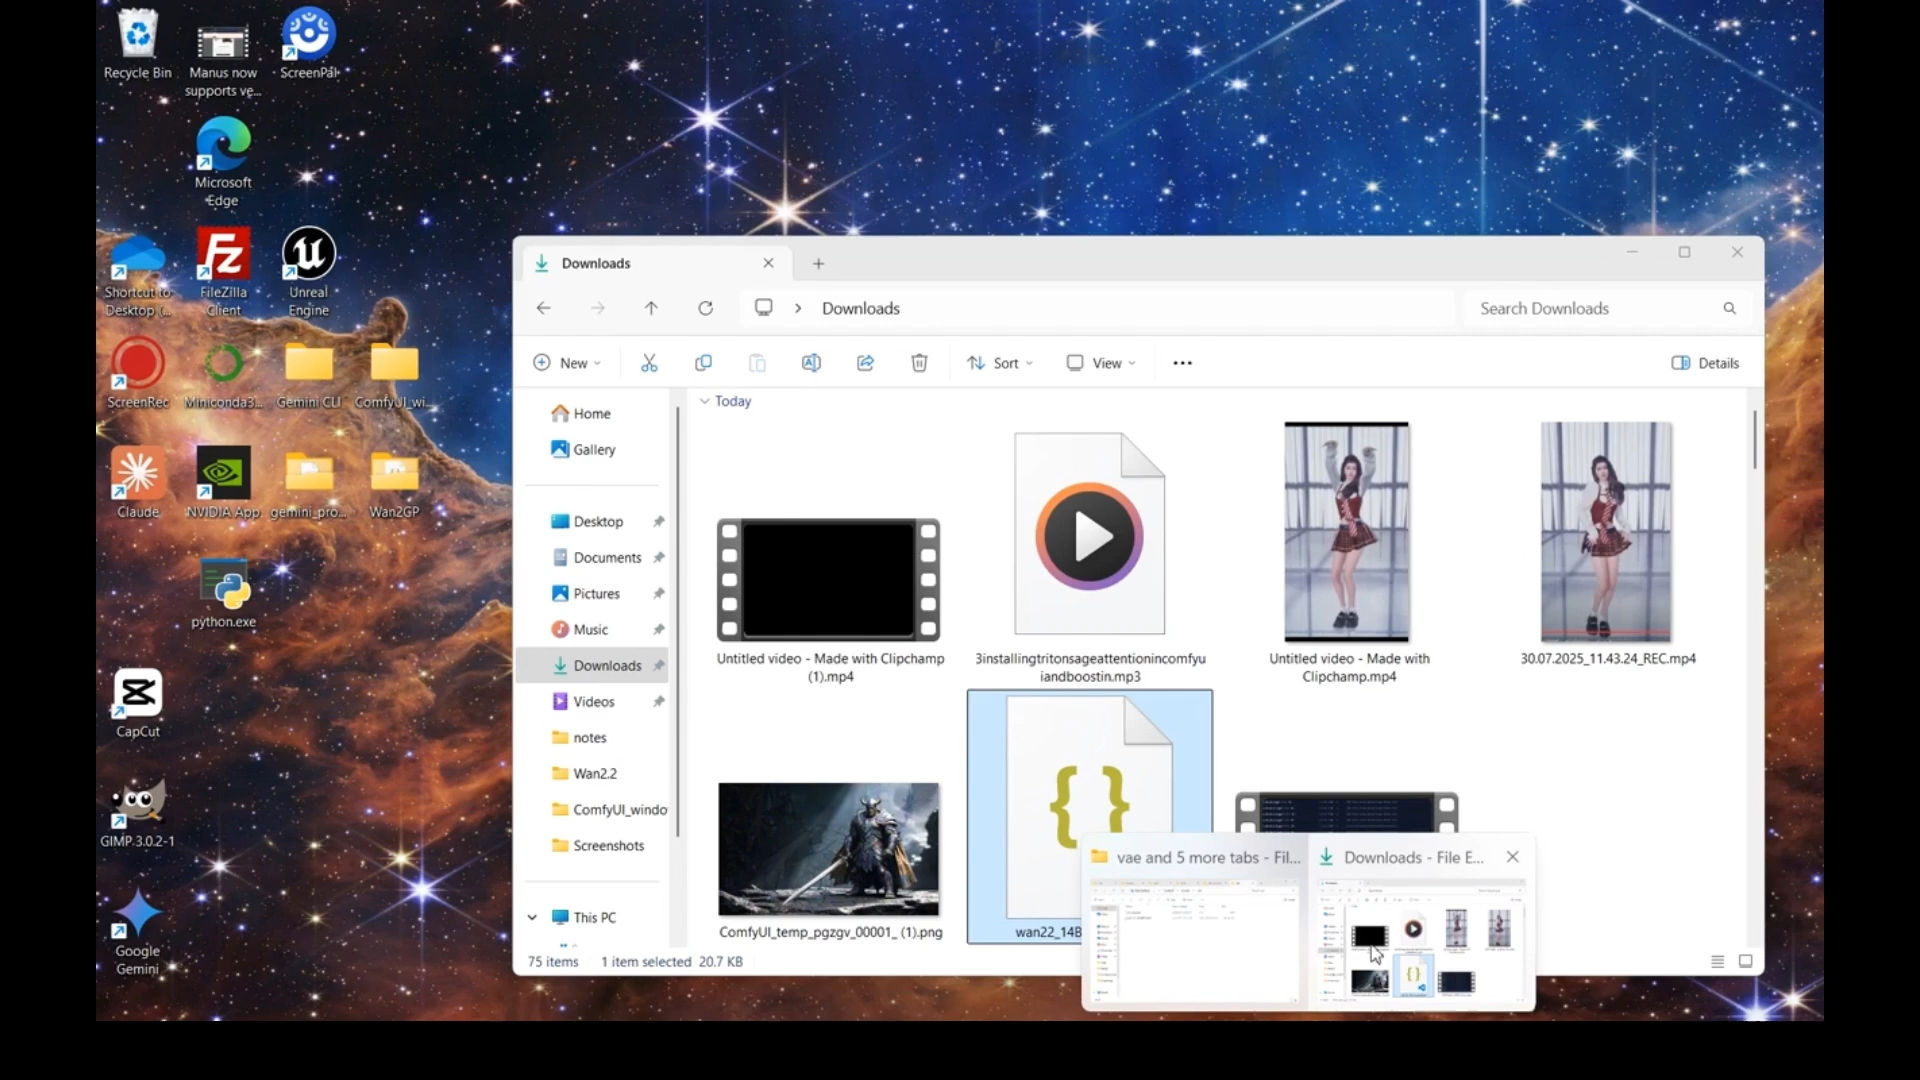 Recycle Bin
Manus now
supports ve...
ScreenPal
Microsoft
Edge
Shortcut to
Desktop (...
FileZilla
Client
Unreal
Engine
ScreenRec
Miniconda3...
Gemini CLI
ComfyUI_wi...
Claude
NVIDIA App
gemini_pro...
Wan2GP
python.exe
CapCut
GIMP 3.0.2-1
Google
Gemini
Downloads
Downloads
Search Downloads
New
Sort
View
Details
Home
Gallery
Desktop
Documents
Pictures
Music
Downloads
Videos
notes
Wan2.2
ComfyUI_windo
Screenshots
This PC
Today
Untitled video - Made with Clipchamp
(1).mp4
3installingtritonsageattentionincomfyu
iandboostin.mp3
Untitled video - Made with
Clipchamp.mp4
30.07.2025_11.43.24_REC.mp4
ComfyUI_temp_pgzgv_00001_ (1).png
wan22_14B
vae and 5 more tabs - Fil...
Downloads - File E...
75 items
1 item selected 20.7 KB